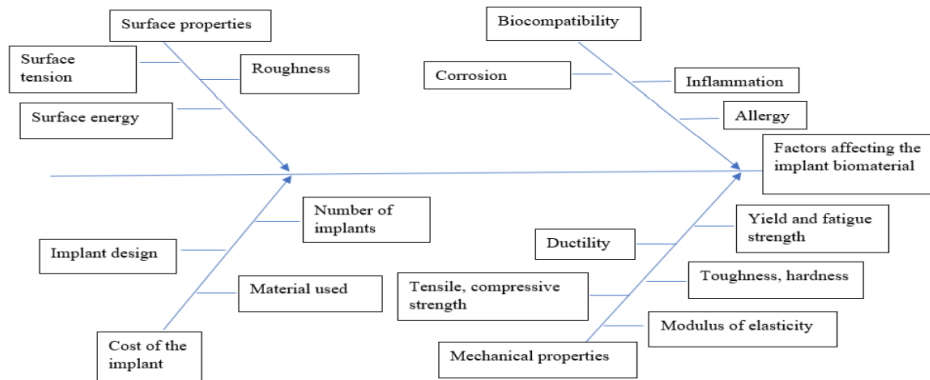 Surface properties
Surface
tension
Roughness
Surface energy
Biocompatibility
Corrosion
Inflammation
Allergy
Factors affecting the
implant biomaterial
Number of
implants
Implant design
Material used
Cost of the
implant
Yield and fatigue
strength
Ductility
Toughness, hardness
Tensile, compressive
strength
Modulus of elasticity
Mechanical properties